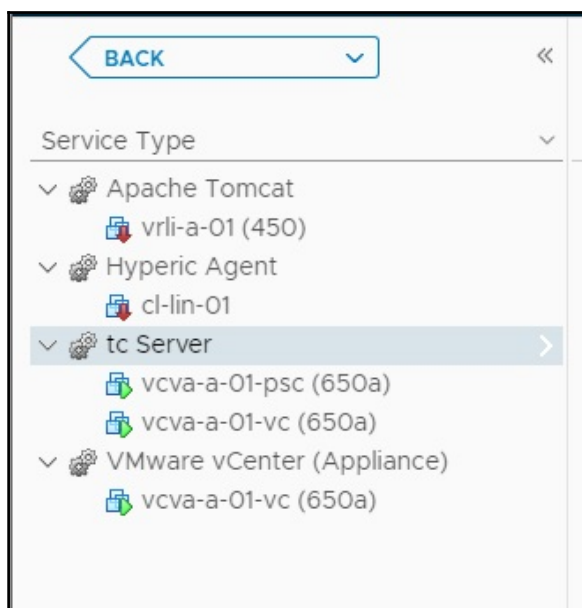 BACK
Service Type
Apache Tomcat
vrli-a-01 (450)
Hyperic Agent
cl-lin-01
tc Server
vcva-a-01-psc (650a)
vcva-a-01-vc (650a)
VMware vCenter (Appliance)
vcva-a-01-vc (650a)